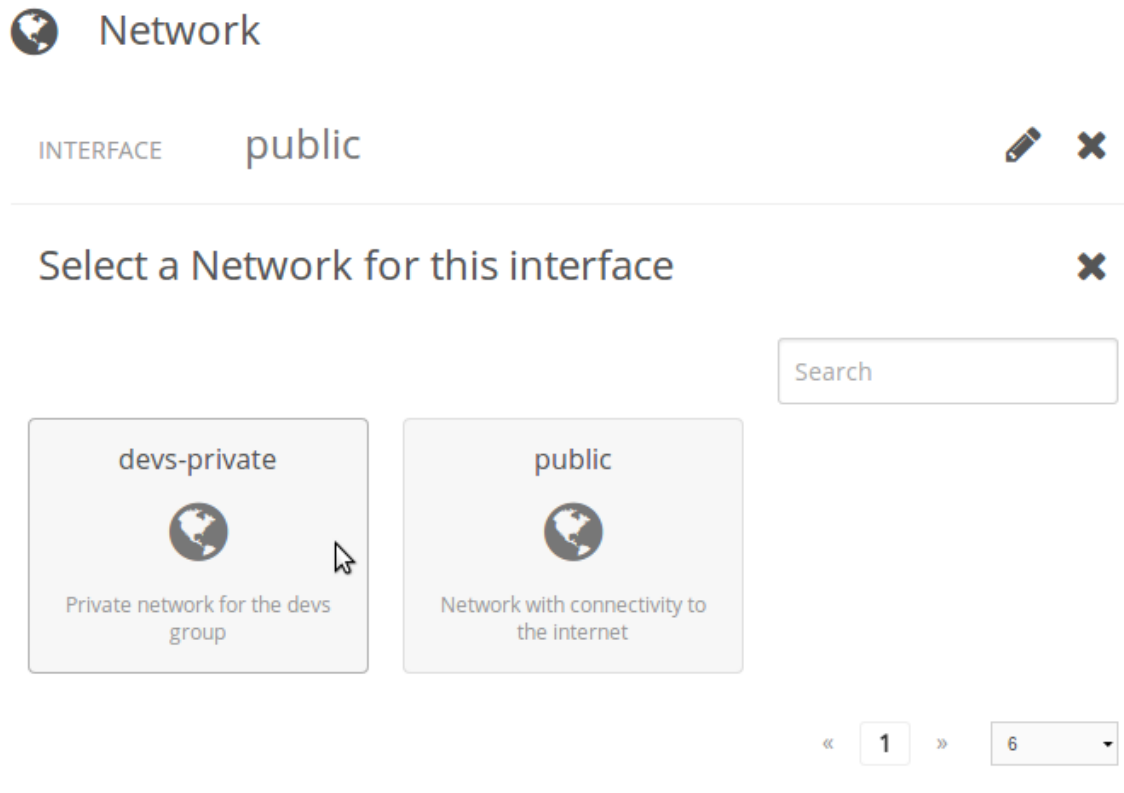 Network
INTERFACE public
Select a Network for this interface
Search
devs-private
Private network for the devs
group
public
Network with connectivity to
the internet
« 1 » 6